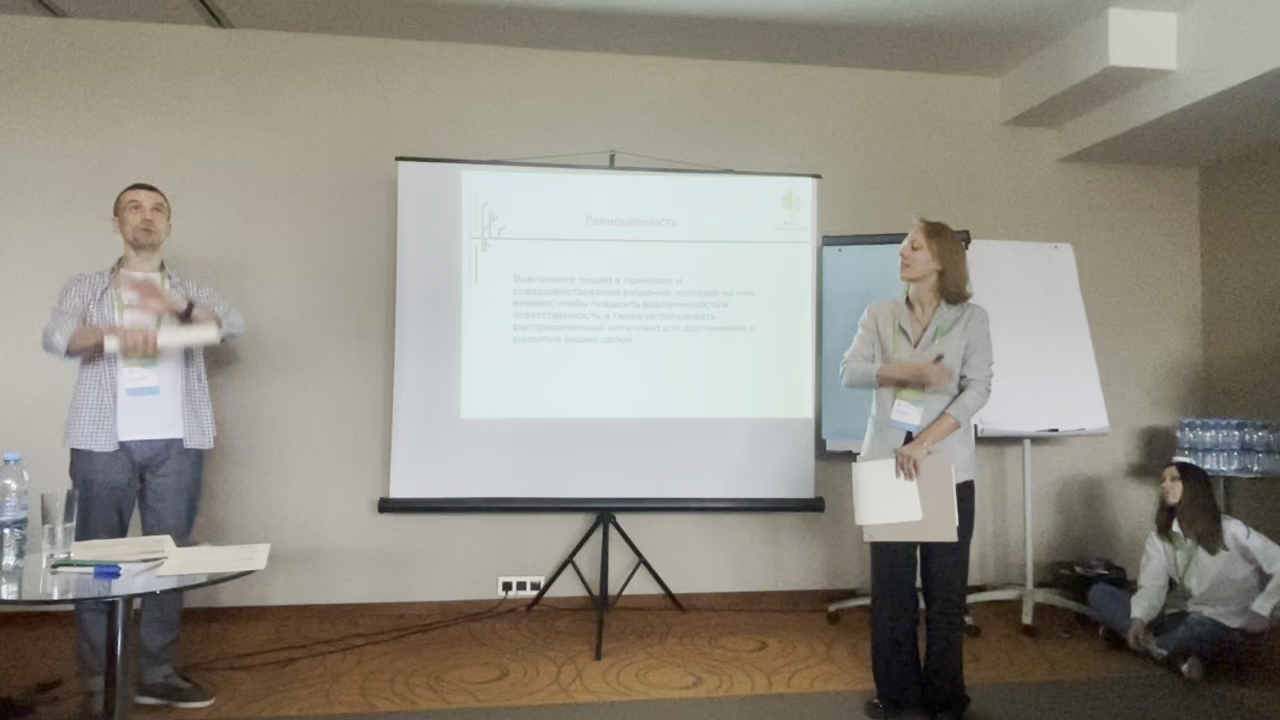 Равноценность
Вовлекайте людей в принятие и
совершенствование решений, которые на них
влияют, чтобы повысить вовлеченность и
ответственность, а также использовать
распределенный интеллект для достижения и
развития ваших целей